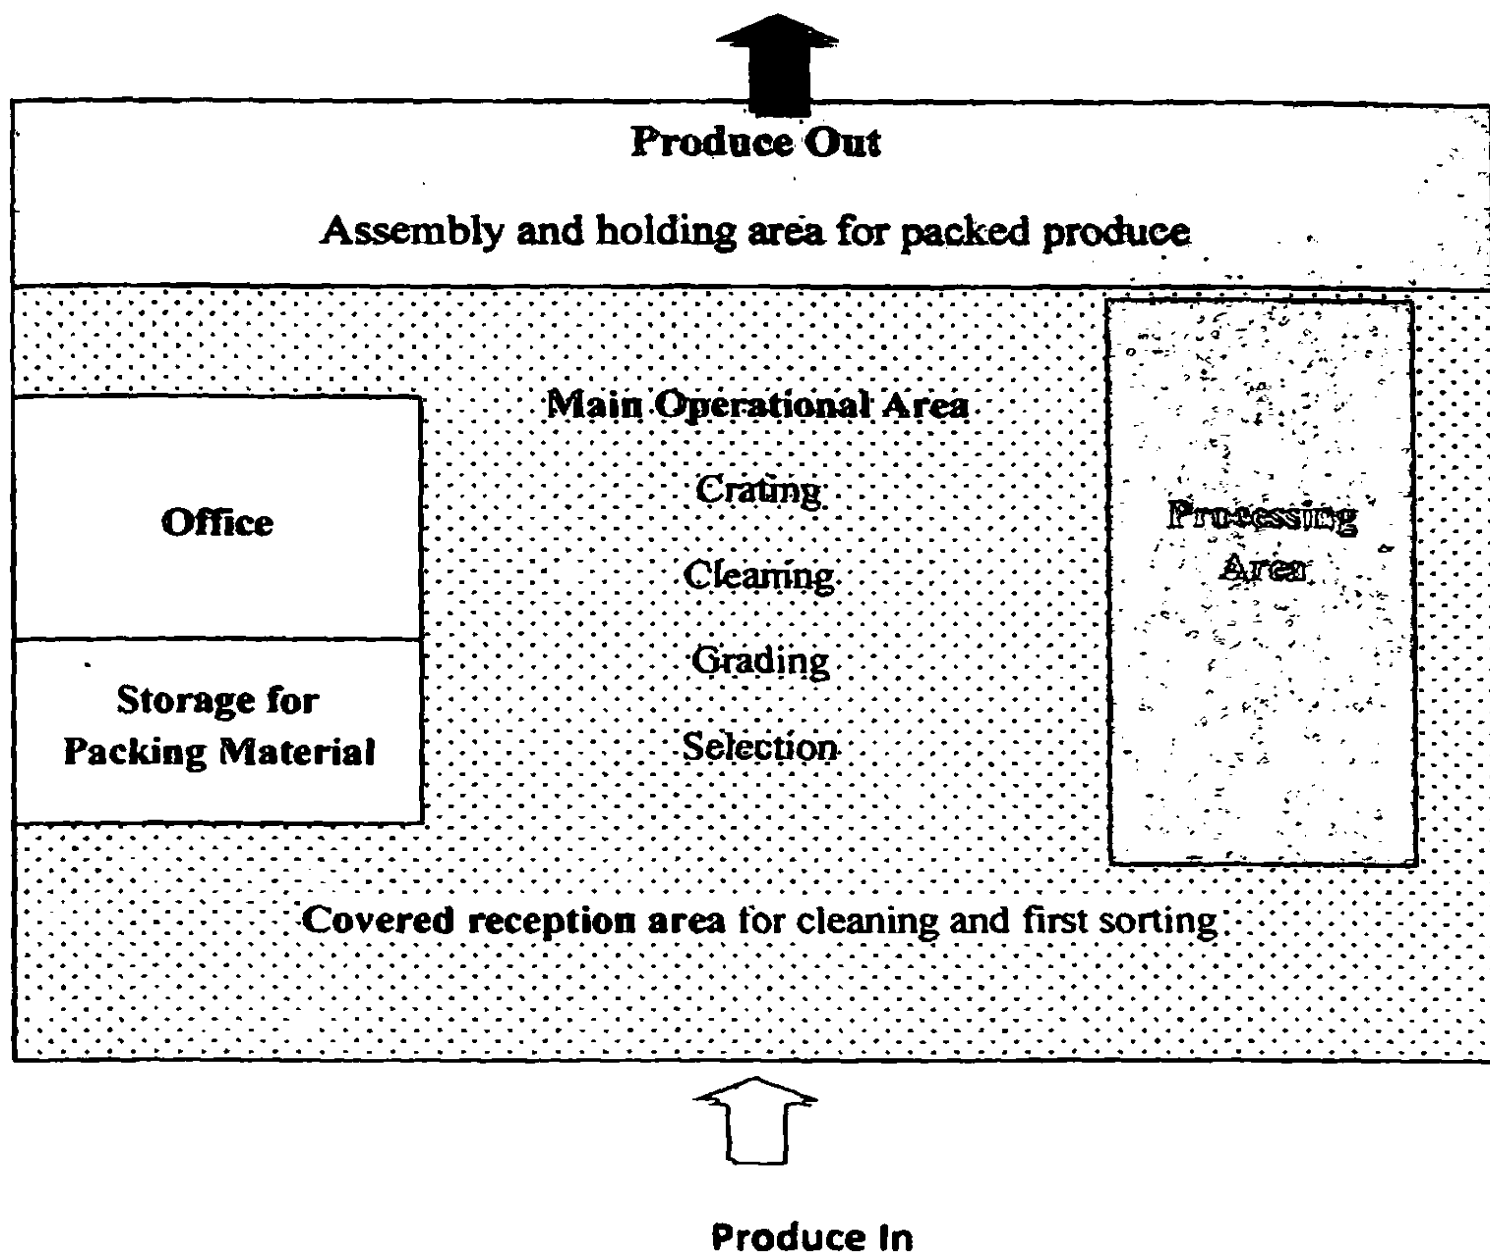 Produce Out
Assembly and holding area for packed produce
Main Operational Area
Crating
Office
Cleaning
Processing
Area
Grading
Storage for
Packing Material
Selection
Covered reception area for cleaning and first sorting
Produce In